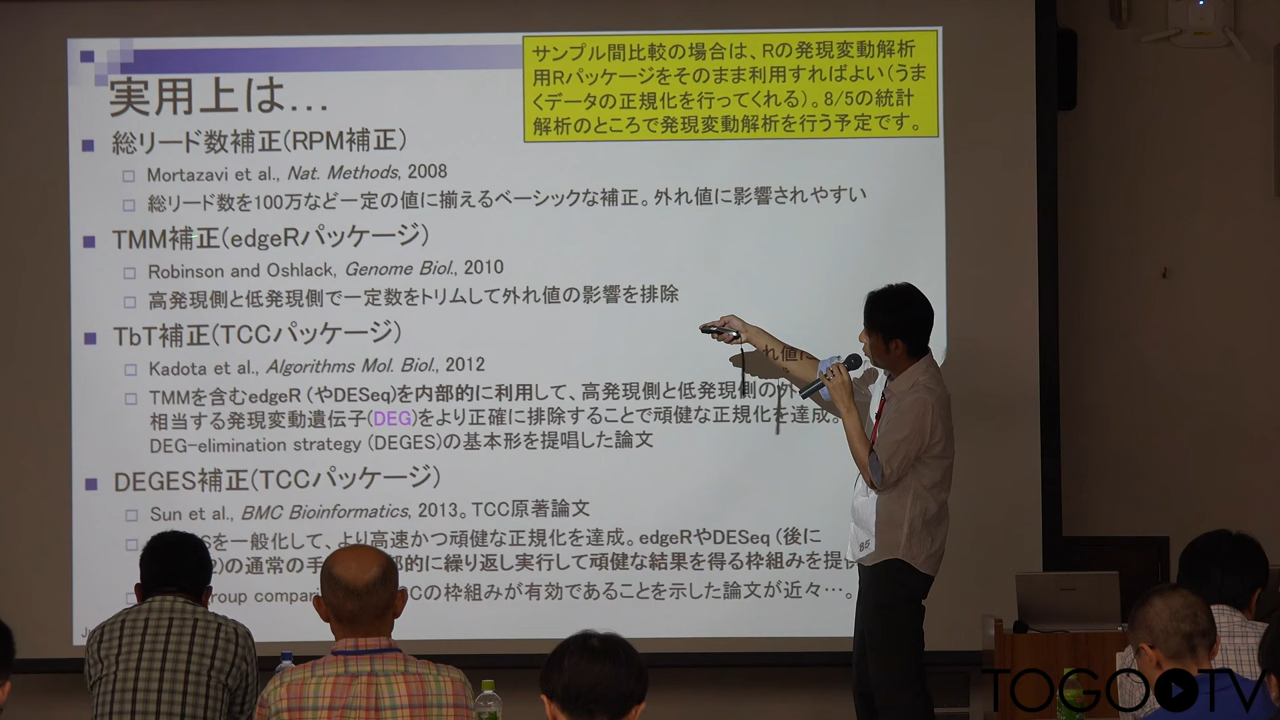 実用上は…
サンプル間比較の場合は、Rの発現変動解析
用Rパッケージをそのまま利用すればよい(うま
くデータの正規化を行ってくれる)。8/5の統計
解析のところで発現変動解析を行う予定です。
総リード数補正(RPM補正)
Mortazavi et al., Nat. Methods, 2008
総リード数を100万など一定の値に揃えるベーシックな補正。外れ値に影響されやすい
TMM補正(edgeRパッケージ)
Robinson and Oshlack, Genome Biol., 2010
高発現側と低発現側で一定数をトリムして外れ値の影響を排除
TbT補正(TCCパッケージ)
Kadota et al., Algorithms Mol. Biol., 2012
TMMを含むedgeR (やDESeq)を内部的に利用して、高発現側と低発現側の外れ値に
相当する発現変動遺伝子(DEG)をより正確に排除することで頑健な正規化を達成。
DEG-elimination strategy (DEGES)の基本形を提唱した論文
DEGES補正(TCCパッケージ)
Sun et al., BMC Bioinformatics, 2013。TCC原著論文
を一般化して、より高速かつ頑健な正規化を達成。edgeRやDESeq (後に
2)の通常の手 部的に繰り返し実行して頑健な結果を得る枠組みを提
roup compari Cの枠組みが有効であることを示した論文が近々…。
85
TOGOTV